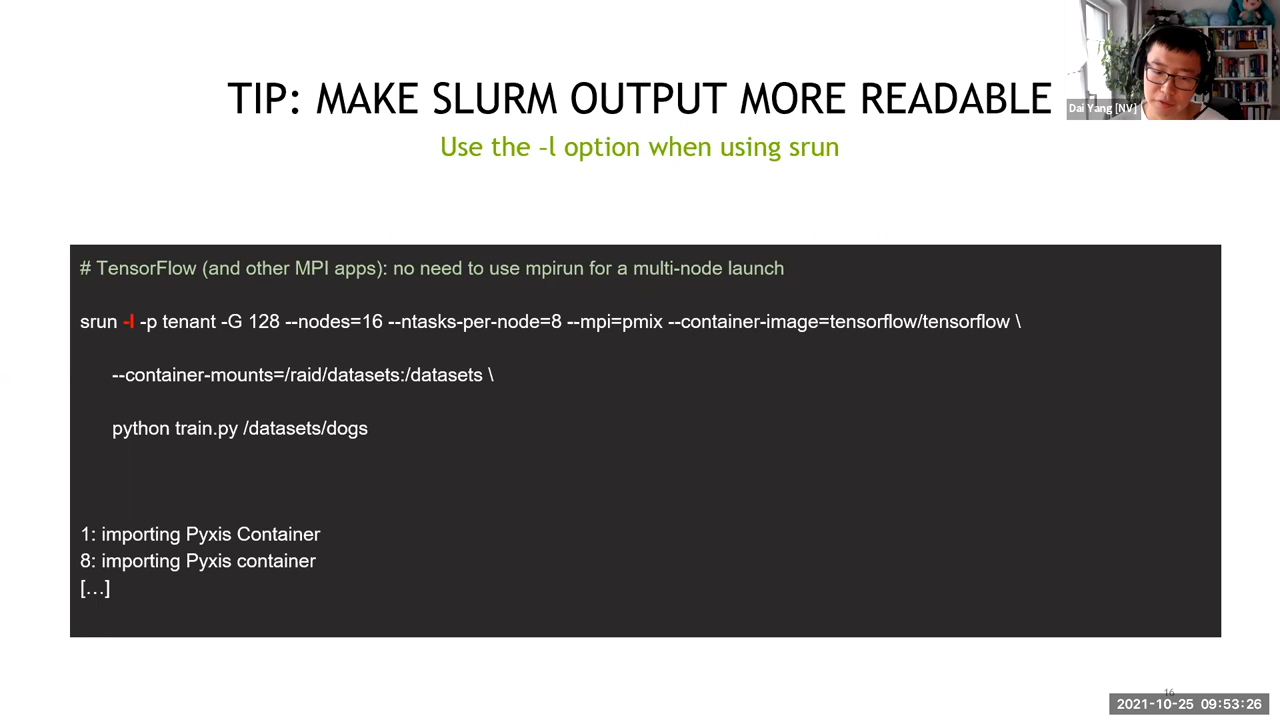 TIP: MAKE SLURM OUTPUT MORE READABLE
Dai Yang [NV]
Use the –l option when using srun
# TensorFlow (and other MPI apps): no need to use mpirun for a multi-node launch
srun -l -p tenant -G 128 --nodes=16 --ntasks-per-node=8 --mpi=pmix --container-image=tensorflow/tensorflow \
--container-mounts=/raid/datasets:/datasets \
python train.py /datasets/dogs
1: importing Pyxis Container
8: importing Pyxis container
[…]
16
2021-10-25 09:53:26